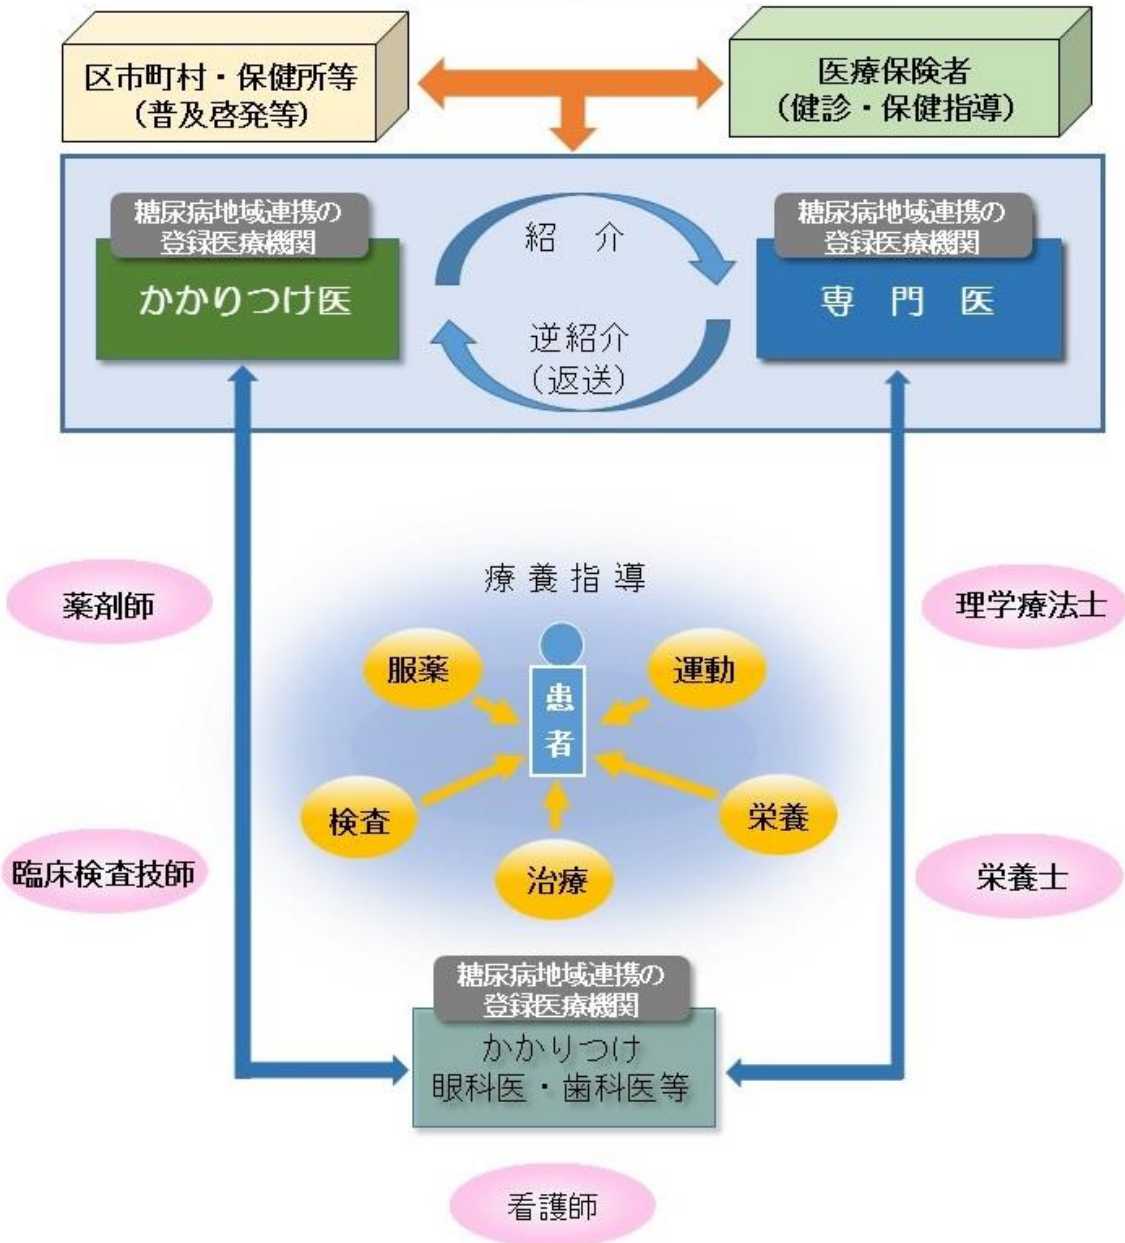 区市町村・保健所等
(普及啓発等)
医療保険者
(健診・保健指導)
糖尿病地域連携の
登録医療機関
かかりつけ医
紹 介
逆紹介
(返送)
糖尿病地域連携の
登録医療機関
専 門 医
療養指導
薬剤師
理学療法士
服薬
運動
患者
検査
栄養
治療
臨床検査技師
栄養士
糖尿病地域連携の
登録医療機関
かかりつけ
眼科医・歯科医等
看護師